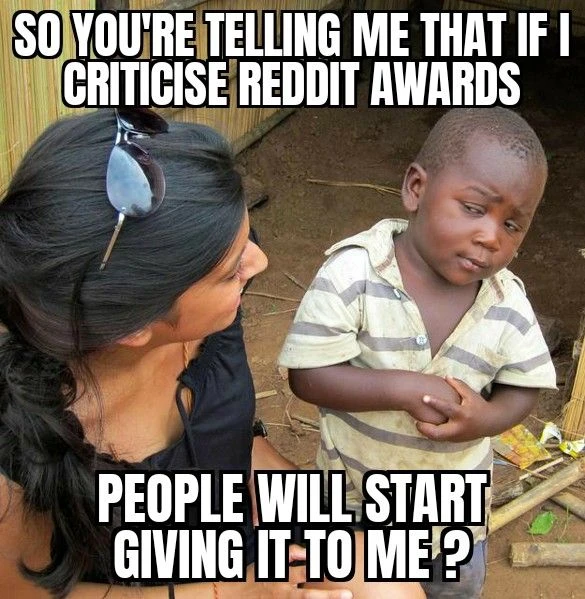 SO YOU'RE TELLING ME THAT IF I
CRITICISE REDDIT AWARDS
PEOPLE WILL START
GIVING IT TO ME ?